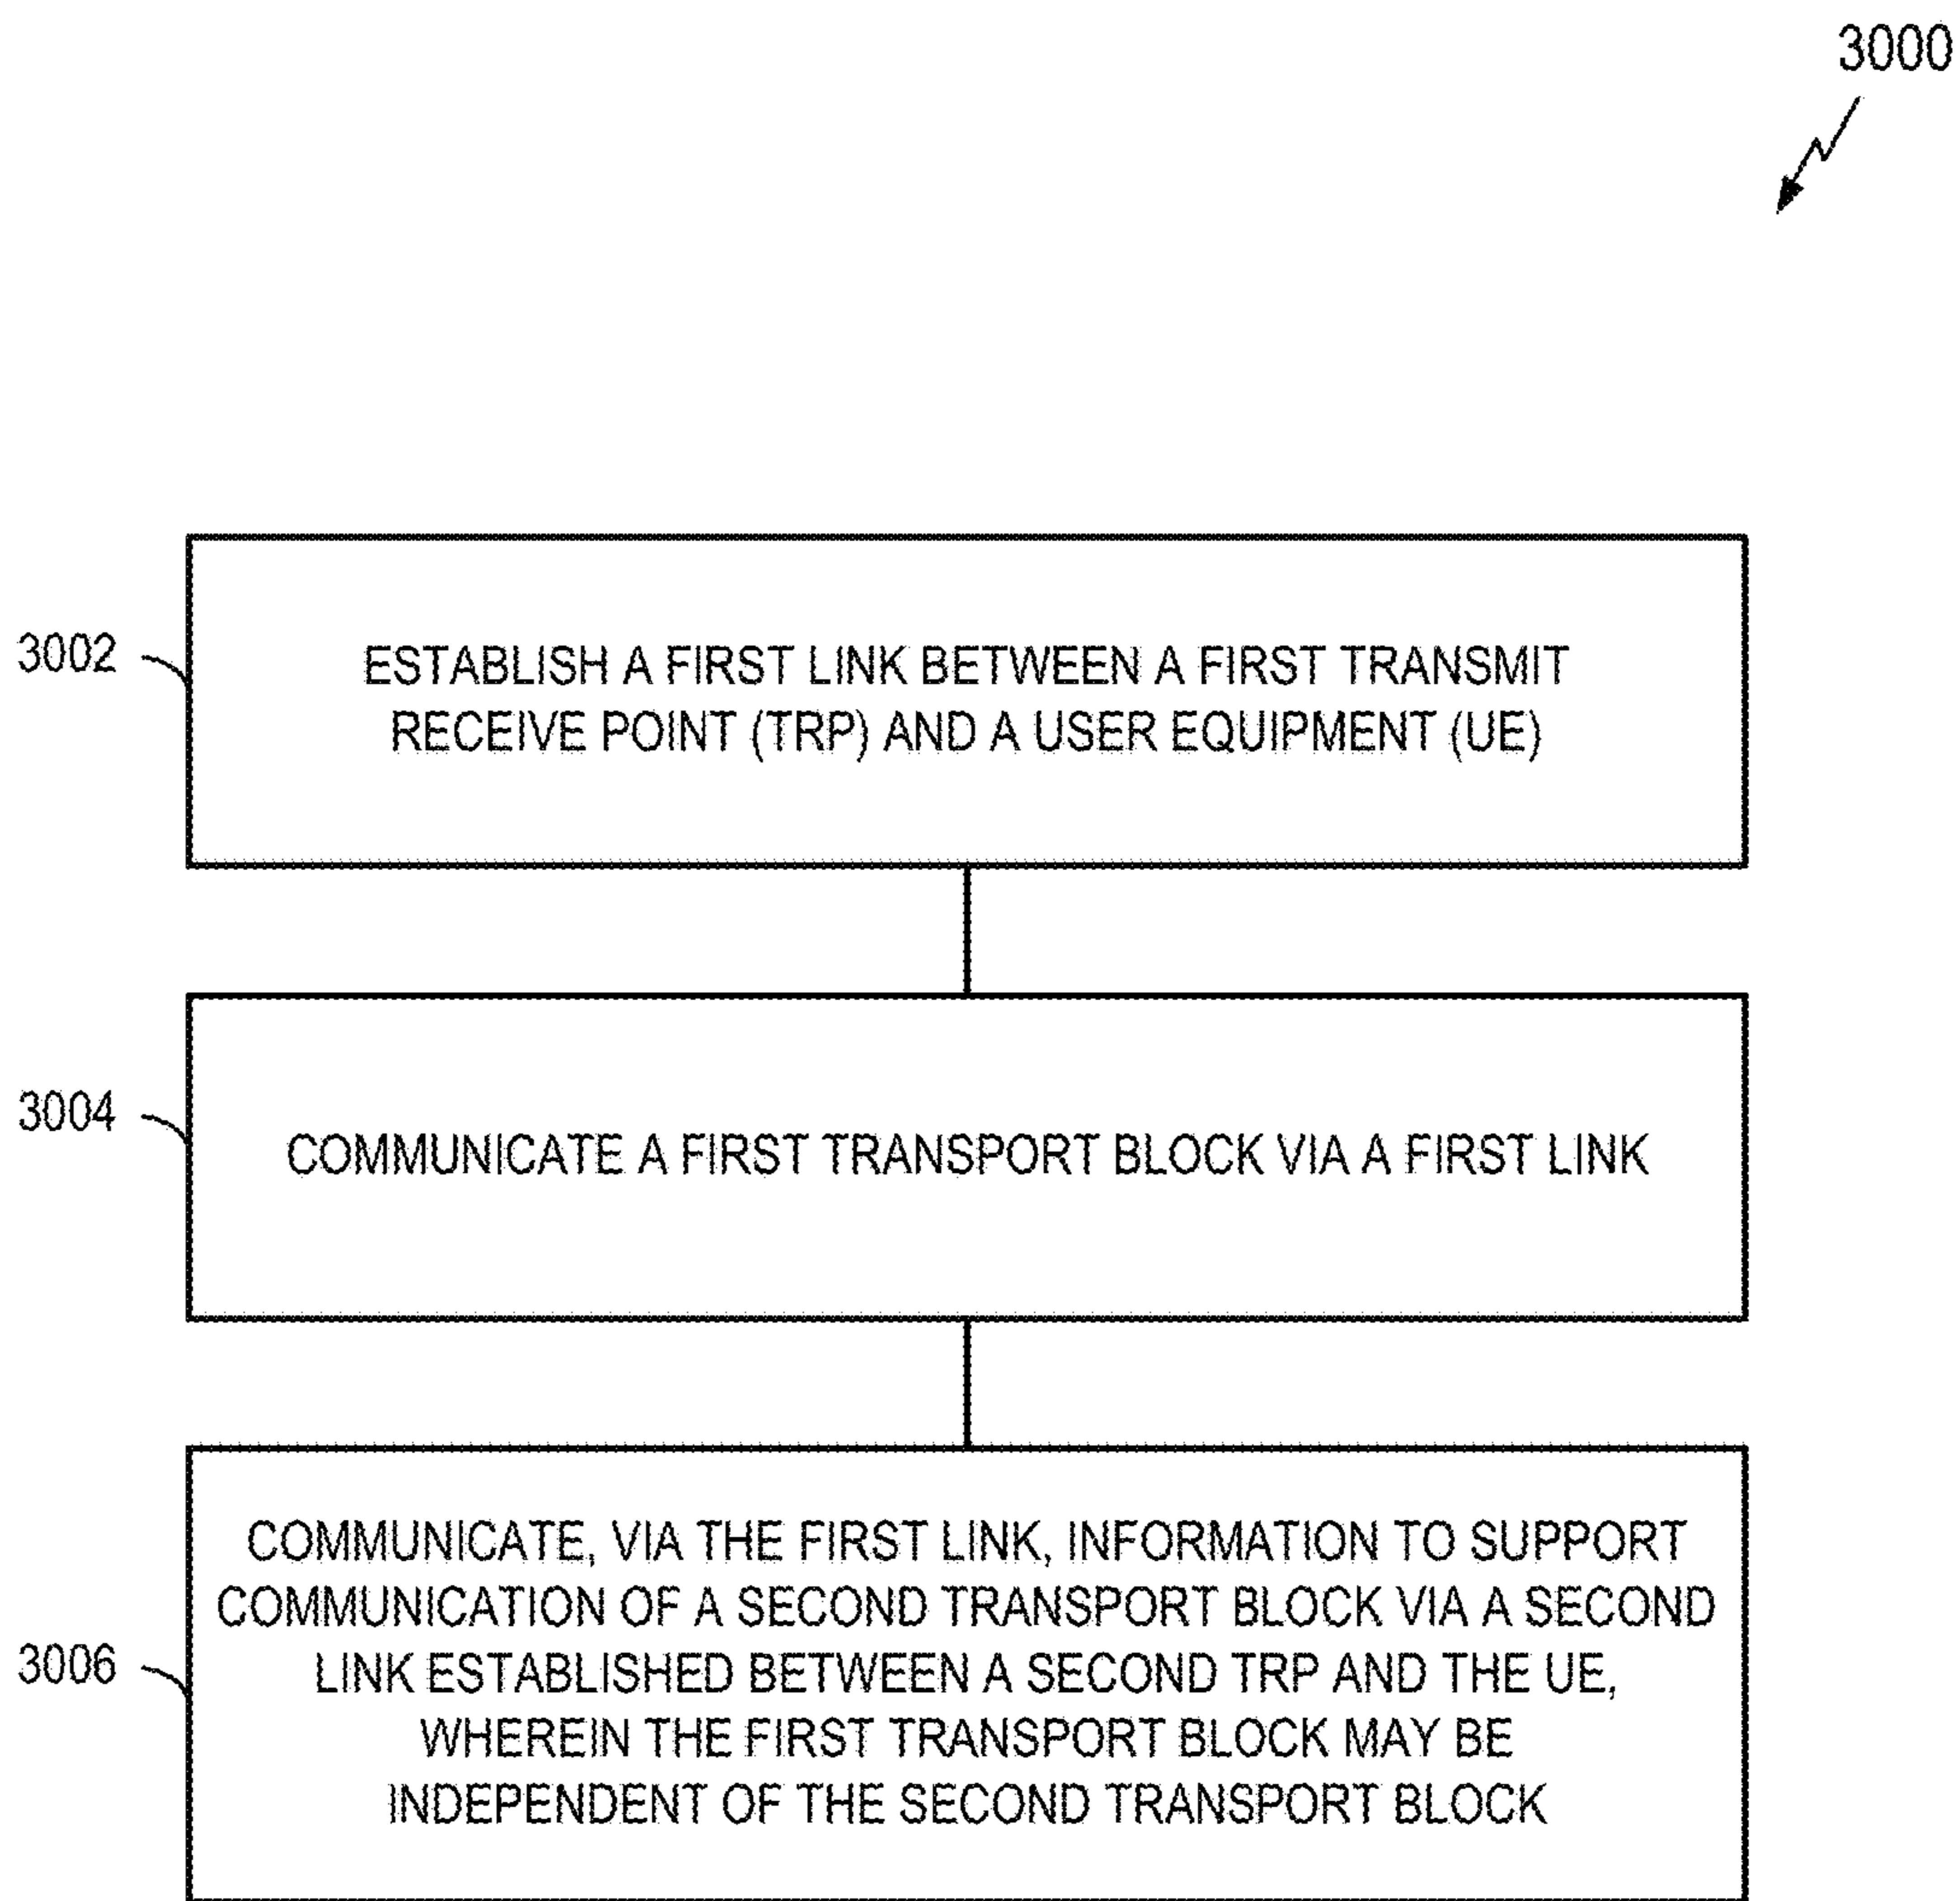 3000
3002
ESTABLISH A FIRST LINK BETWEEN A FIRST TRANSMIT
RECEIVE POINT (TRP) AND A USER EQUIPMENT (UE)
3004
COMMUNICATE A FIRST TRANSPORT BLOCK VIA A FIRST LINK
3006
COMMUNICATE, VIA THE FIRST LINK, INFORMATION TO SUPPORT
COMMUNICATION OF A SECOND TRANSPORT BLOCK VIA A SECOND
LINK ESTABLISHED BETWEEN A SECOND TRP AND THE UE,
WHEREIN THE FIRST TRANSPORT BLOCK MAY BE
INDEPENDENT OF THE SECOND TRANSPORT BLOCK